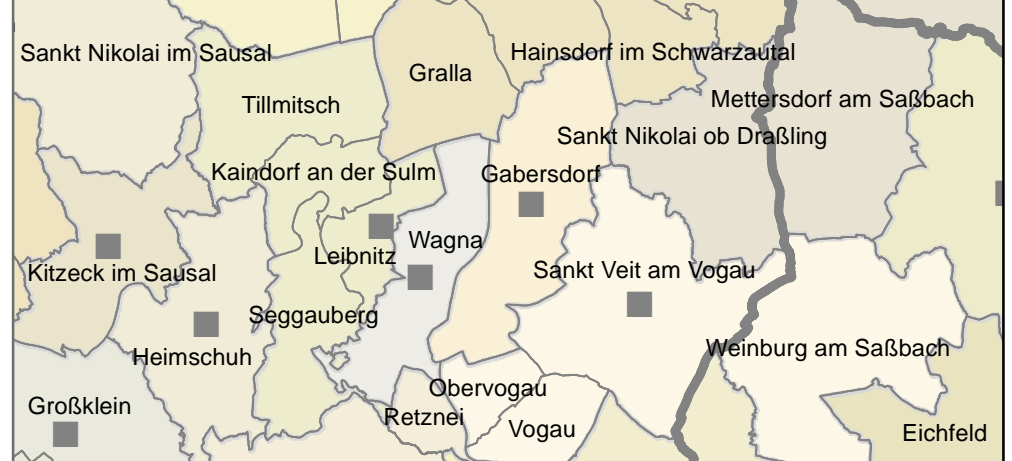 Sankt Nikolai im Sausal
Hainsdorf im Schwarzautal
Gralla
Tillmitsch
Mettersdorf am Saßbach
Sankt Nikolai ob Draßling
Kaindorf an der Sulm
Gabersdorf
Wagna
Leibnitz
Kitzeck im Sausal
Sankt Veit am Vogau
Seggauberg
Heimschuh
Weinburg am Saßbach
Obervogau
Großklein
Retznei
Vogau
Eichfeld